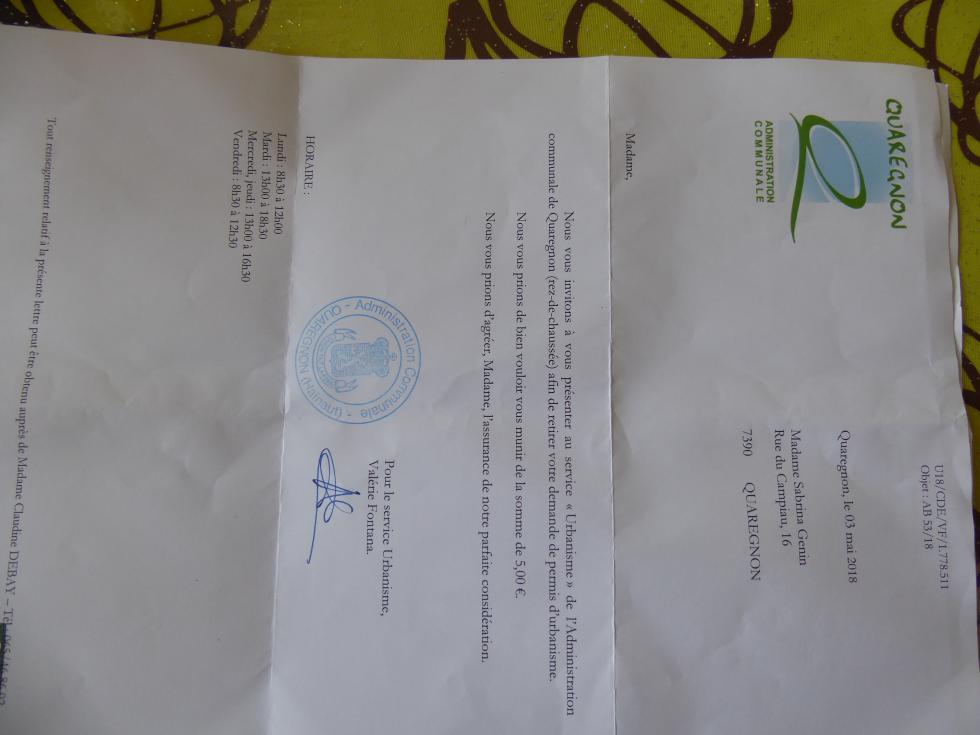 QUAREGNON
ADMINISTRATION
COMMUNALE
U18/CDE/VF/1.778.511
Objet : AB 53/18
Quaregnon, le 03 mai 2018
Madame Sabrina Genin
Rue du Campiau, 16
7390 QUAREGNON
Madame,
Nous vous invitons à vous présenter au service « Urbanisme » de l'Administration
communale de Quaregnon (rez-de-chaussée) afin de retirer votre demande de permis d'urbanisme.
Nous vous prions de bien vouloir vous munir de la somme de 5,00 €.
Nous vous prions d'agréer, Madame, l'assurance de notre parfaite considération.
Pour le service Urbanisme,
Valérie Fontana.
- Administration Communale -
QUAREGNON (Hainaut)
HORAIRE :
Lundi : 8h30 à 12h00
Mardi : 13h00 à 18h30
Mercredi, jeudi : 13h00 à 16h30
Vendredi : 8h30 à 12h30
Tout renseignement relatif à la présente lettre peut être obtenu auprès de Madame Claudine DEBAY – Tél.